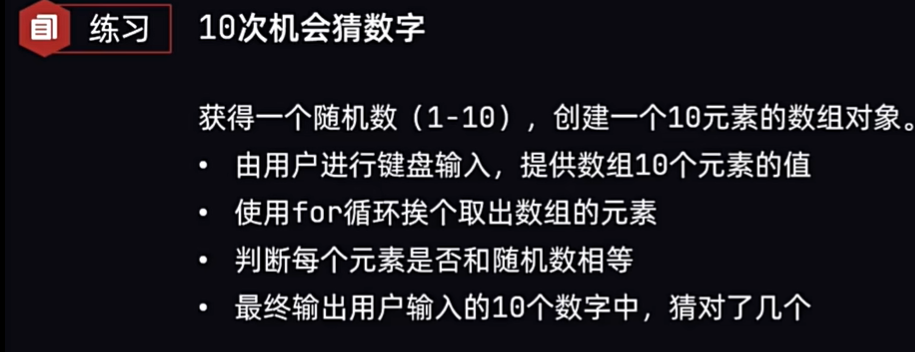 练习
10次机会猜数字
获得一个随机数（1-10），创建一个10元素的数组对象。
• 由用户进行键盘输入，提供数组10个元素的值
• 使用for循环挨个取出数组的元素
• 判断每个元素是否和随机数相等
• 最终输出用户输入的10个数字中，猜对了几个